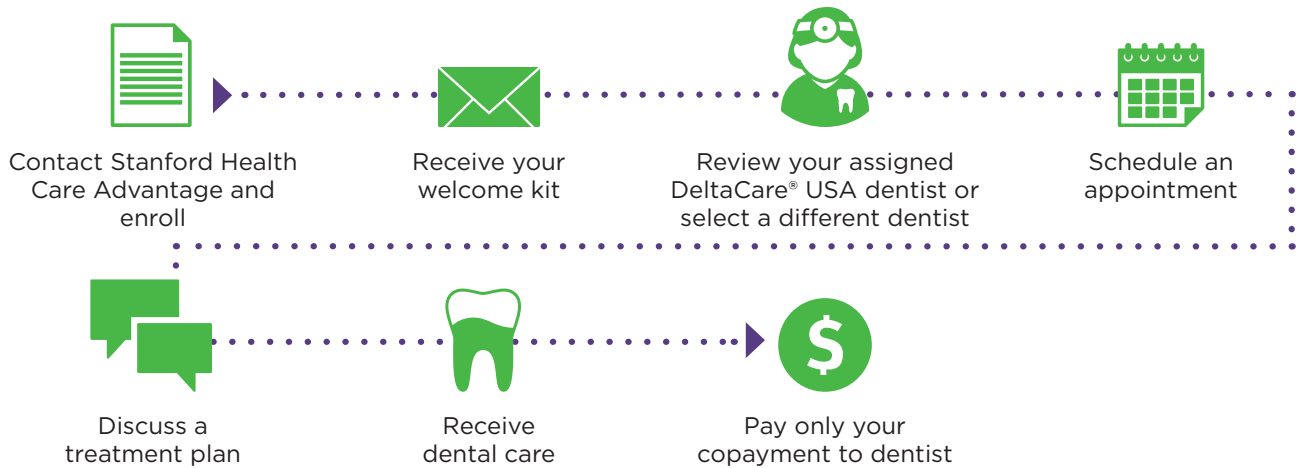 Contact Stanford Health
Care Advantage and
enroll
Receive your
welcome kit
Review your assigned
DeltaCare® USA dentist or
select a different dentist
Schedule an
appointment
Discuss a
treatment plan
Receive
dental care
$
Pay only your
copayment to dentist